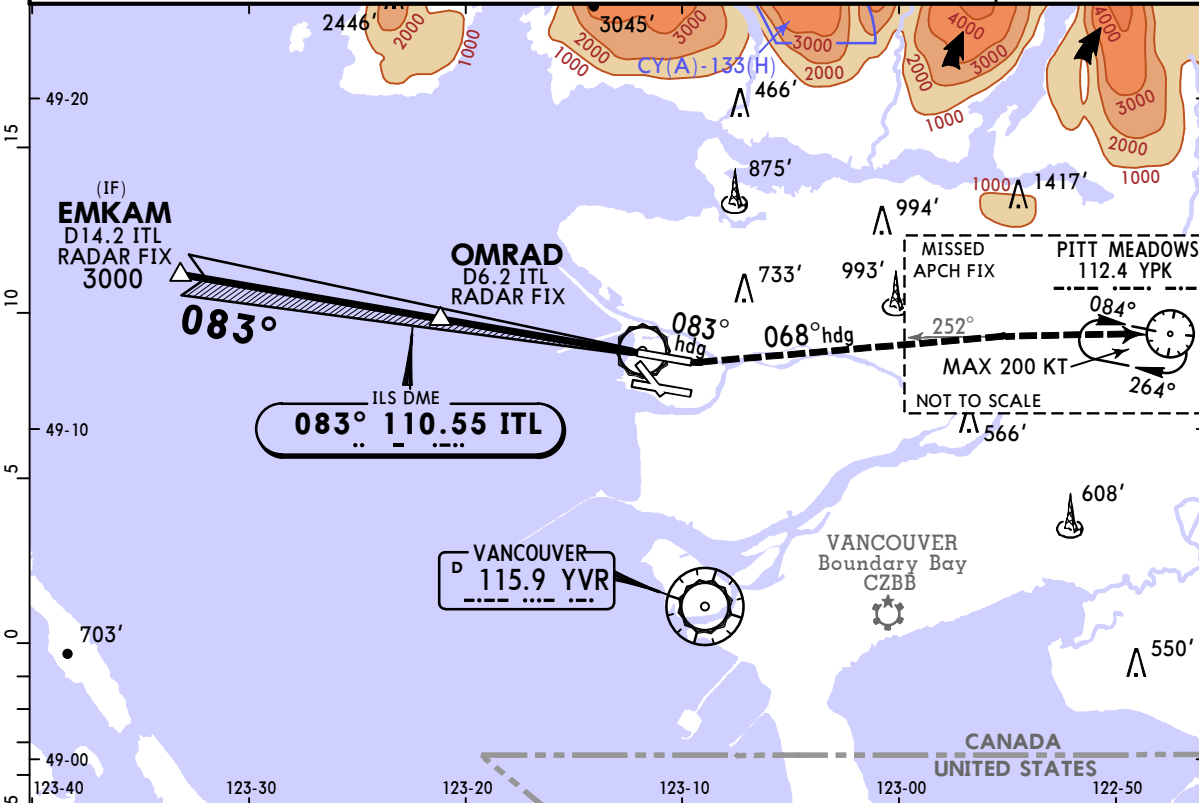 2446′
2000
1000
3045′
3000
2000
1000
CY(A)-133(H)
3000
2000
4000
3000
2000
1000
4000
3000
2000
1000
49-20
15
466′
875′
1000
1417′
994′
(IF)
EMKAM
D14.2 ITL
RADAR FIX
3000
OMRAD
D6.2 ITL
RADAR FIX
733′
993′
MISSED
APCH FIX
PITT MEADOWS
112.4 YPK
10
083°
083°
hdg
068° hdg
252°
084°
MAX 200 KT
264°
NOT TO SCALE
ILS DME
083° 110.55 ITL
49-10
566′
5
608′
VANCOUVER
D 115.9 YVR
VANCOUVER
Boundary Bay
CZBB
0
703′
550′
49-00
CANADA
UNITED STATES
5
123-40
123-30
123-20
123-10
123-00
122-50